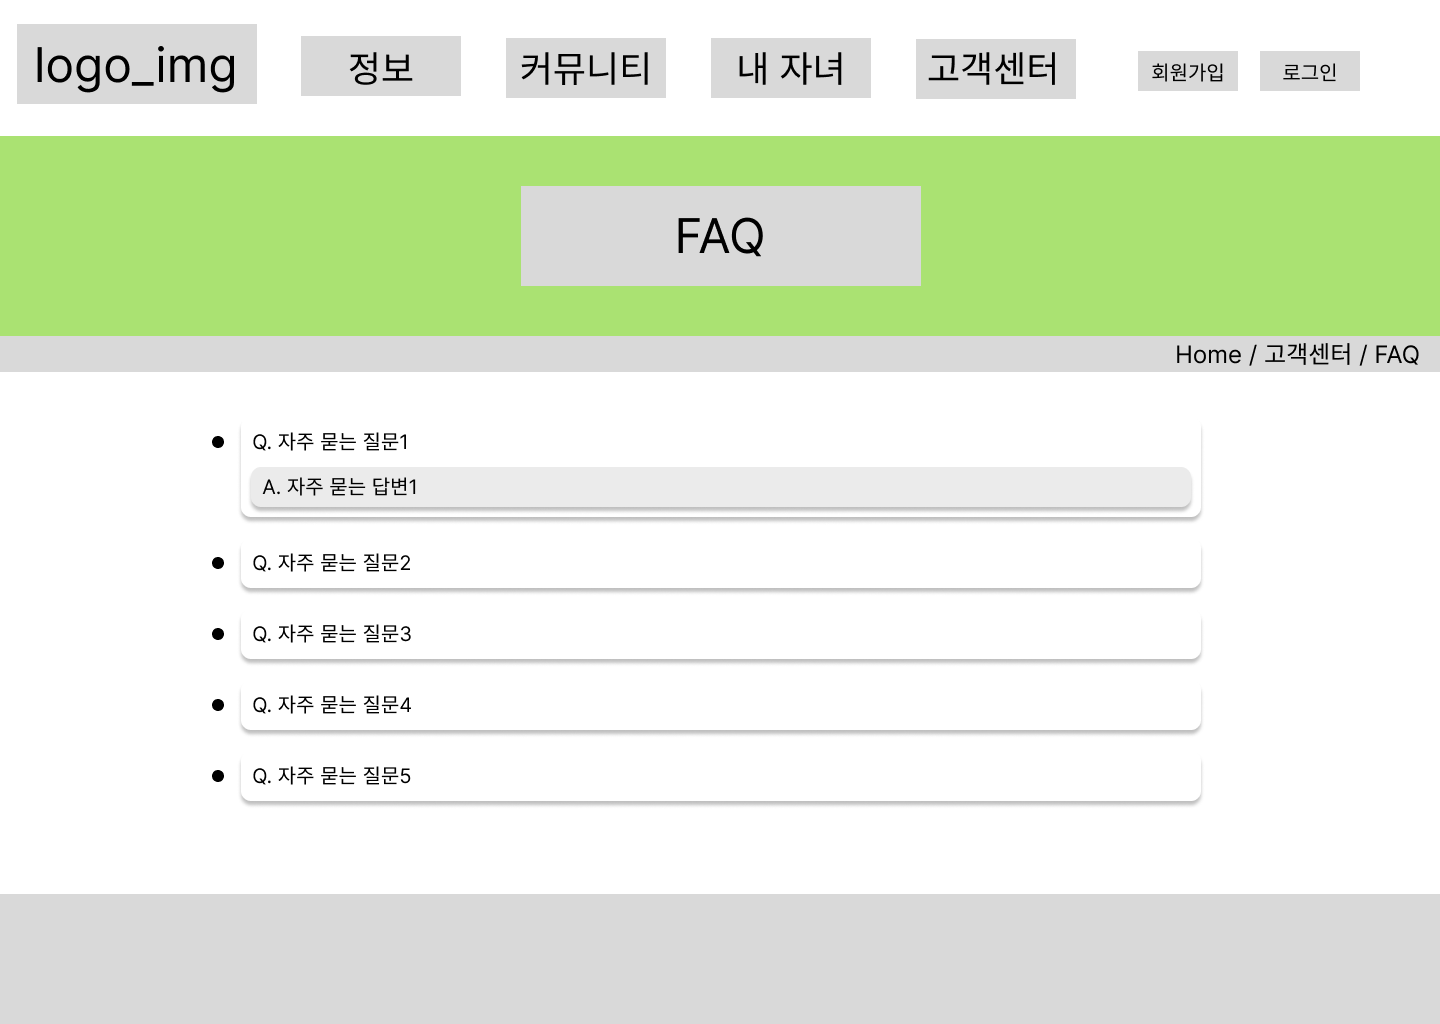 logo_img
정보
커뮤니티
내 자녀
고객센터
회원가입
로그인
FAQ
Home / 고객센터 / FAQ
Q. 자주 묻는 질문1
A. 자주 묻는 답변1
Q. 자주 묻는 질문2
Q. 자주 묻는 질문3
Q. 자주 묻는 질문4
Q. 자주 묻는 질문5